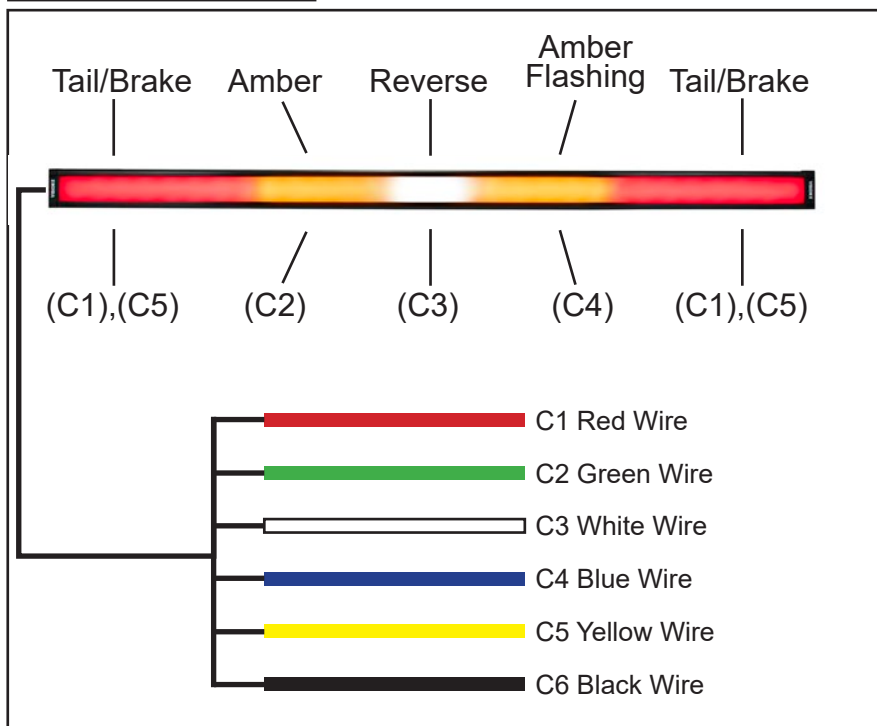 Tail/Brake
Amber
Reverse
Amber
Flashing
Tail/Brake
(C1),(C5)
(C2)
(C3)
(C4)
(C1),(C5)
C1 Red Wire
C2 Green Wire
C3 White Wire
C4 Blue Wire
C5 Yellow Wire
C6 Black Wire